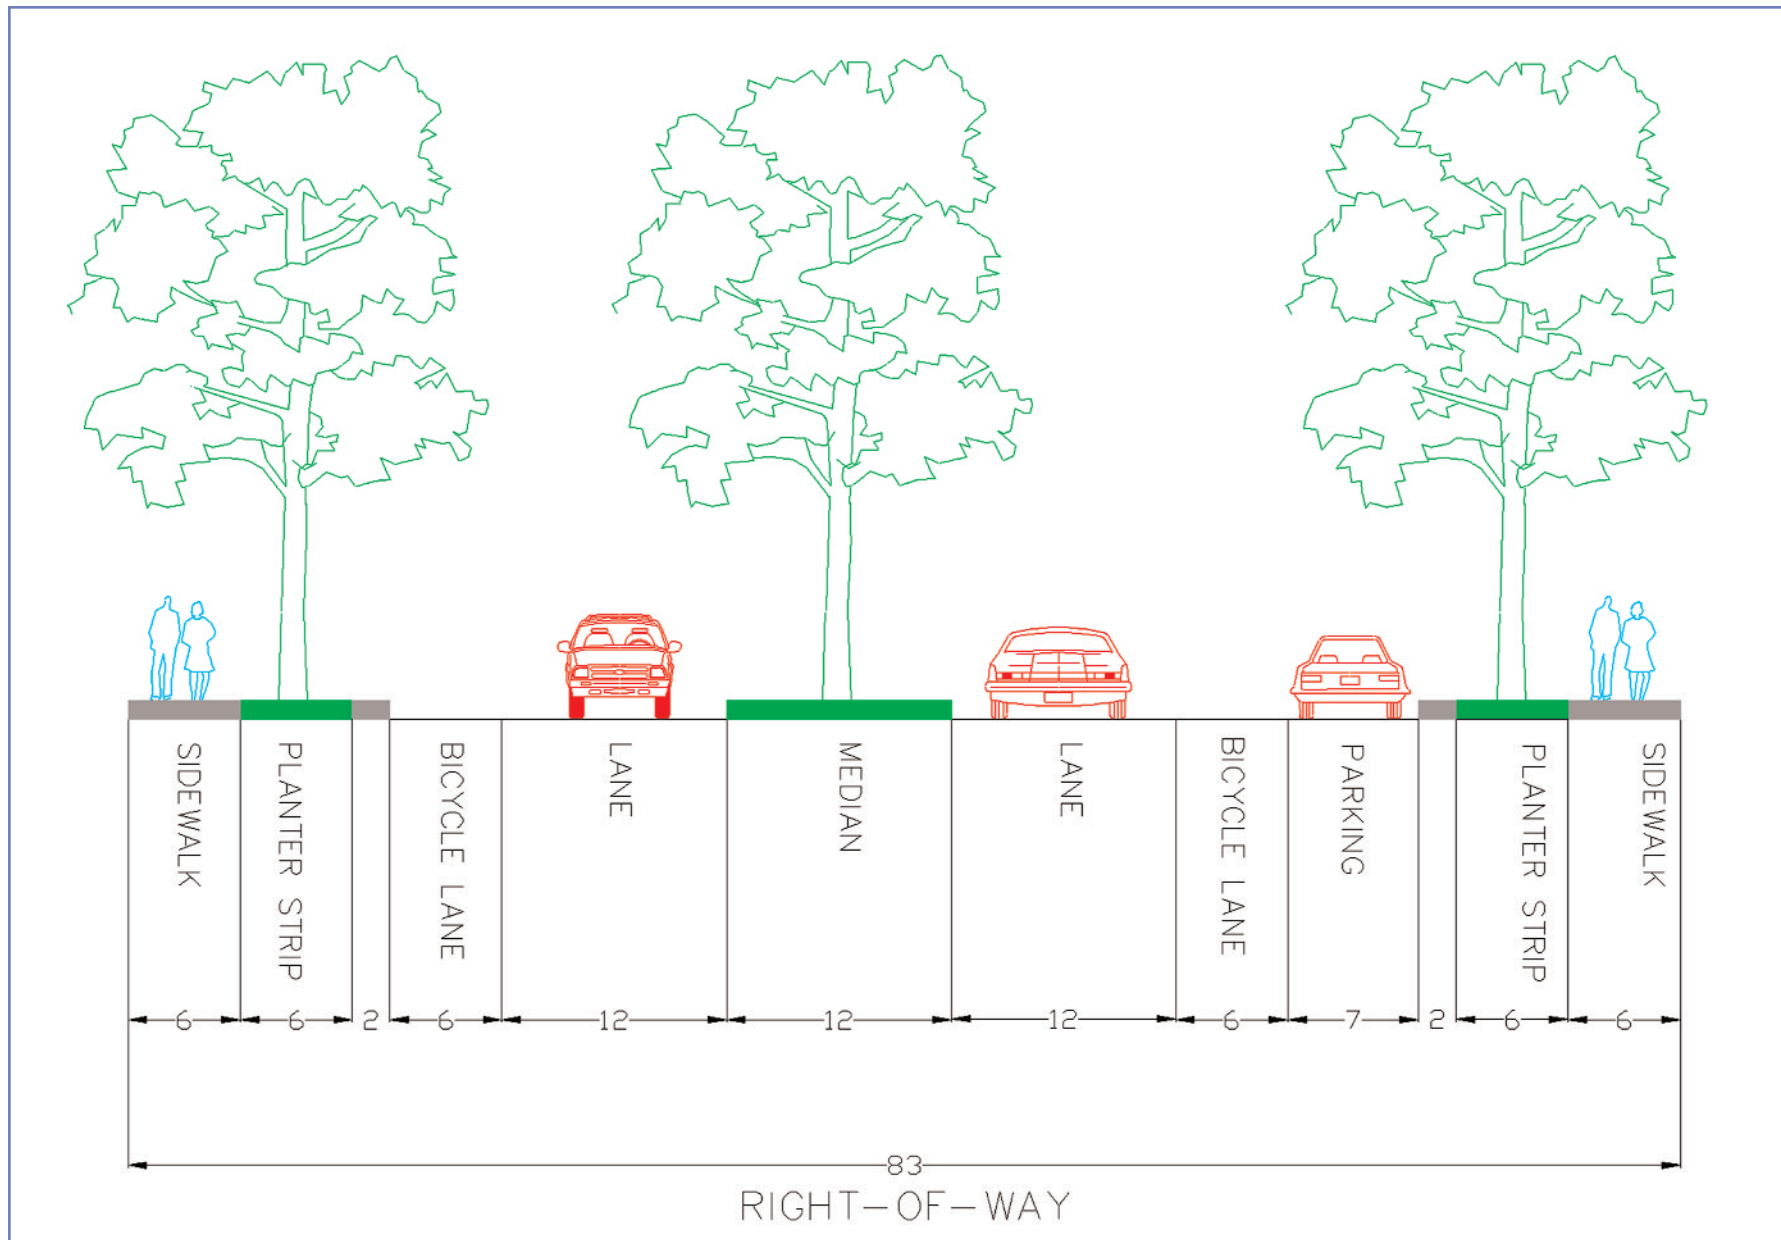 SIDEWALK
PLANTER STRIP
BICYCLE LANE
LANE
MEDIAN
LANE
BICYCLE LANE
PARKING
PLANTER STRIP
SIDEWALK
6 6 2 6 12 12 12 6 7 2 6 6
83
RIGHT-OF-WAY